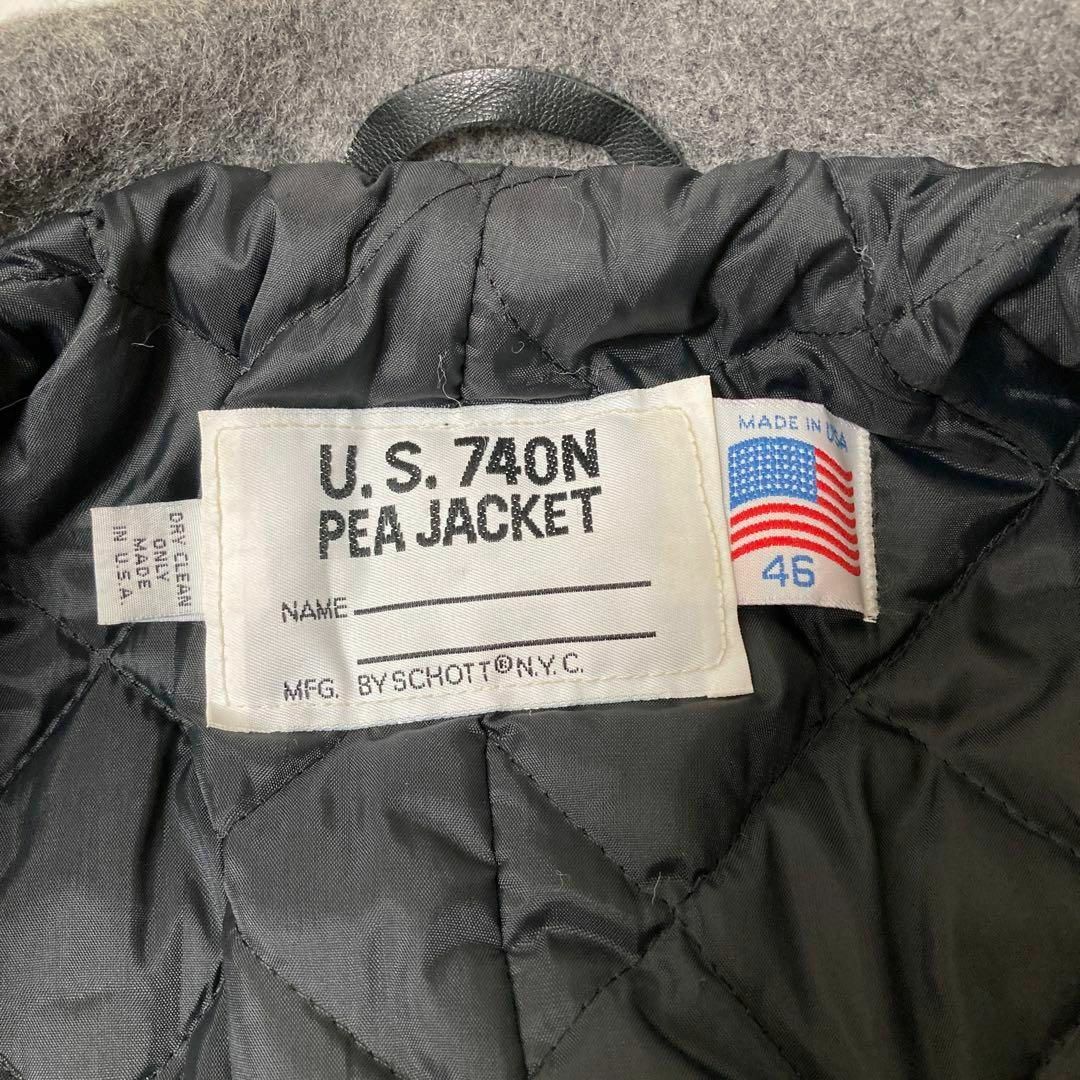 U.S. 740N
PEA JACKET
NAME
MFG. BY SCHOTT® N.Y.C.
DRY CLEAN
ONLY
MADE
IN U.S.A.
MADE IN USA
46